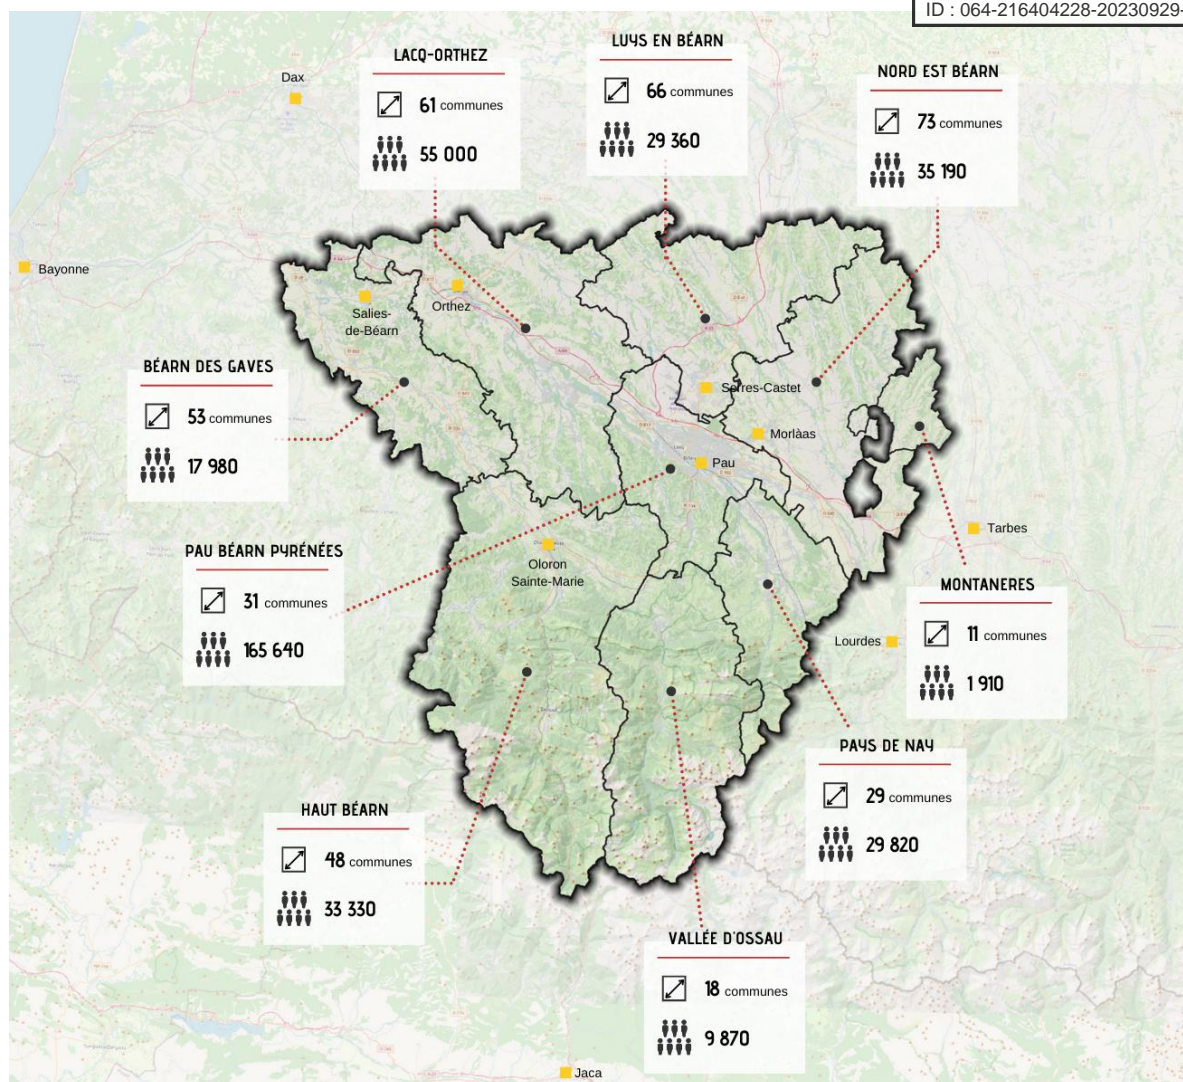 ID : 064-216404228-20230929-
LACQ-ORTHEZ
61 communes
55 000
LUYS EN BÉARN
66 communes
29 360
NORD EST BÉARN
73 communes
35 190
Dax
Bayonne
Salies-
de-Béarn
Orthez
BÉARN DES GAVES
53 communes
17 980
Serres-Castet
Morlàas
Pau
PAU BÉARN PYRÉNÉES
31 communes
165 640
Oloron
Sainte-Marie
Tarbes
Lourdes
MONTANERES
11 communes
1 910
PAYS DE NAY
29 communes
29 820
HAUT BÉARN
48 communes
33 330
VALLÉE D'OSSAU
18 communes
9 870
Jaca